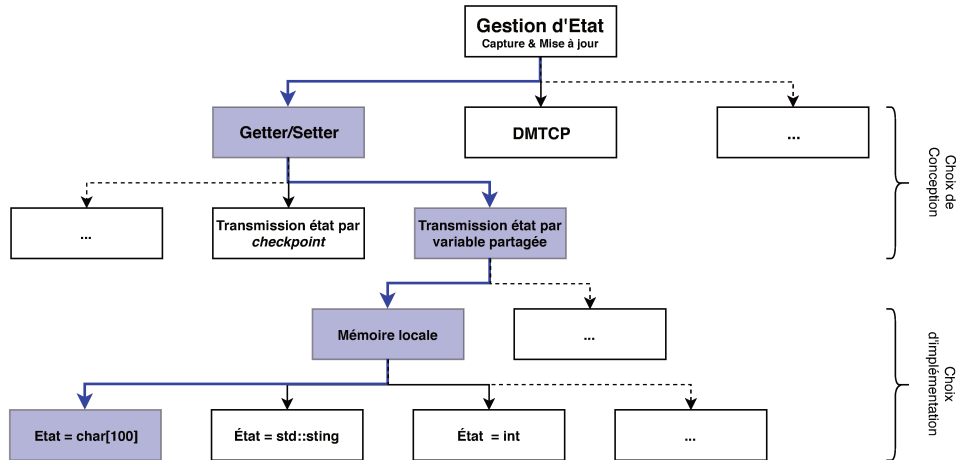 Gestion d'Etat
Capture & Mise à jour
Getter/Setter
DMTCP
...
Choix de
Conception
...
Transmission état par
checkpoint
Transmission état par
variable partagée
Mémoire locale
...
Choix
d'implémentation
Etat = char[100]
État = std::sting
État = int
...